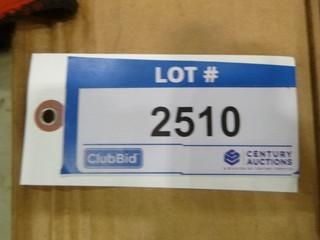 LOT #
2510
ClubBid
CENTURY
AUCTIONS